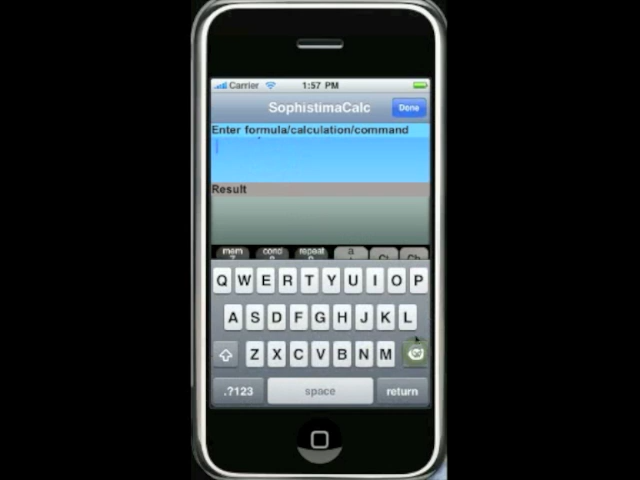 Carrier 1:57 PM
SophistimaCalc Done
Enter formula/calculation/command
Result
mem cond repeat a
Q W E R T Y U I O P
A S D F G H J K L
Z X C V B N M
.?123 space return